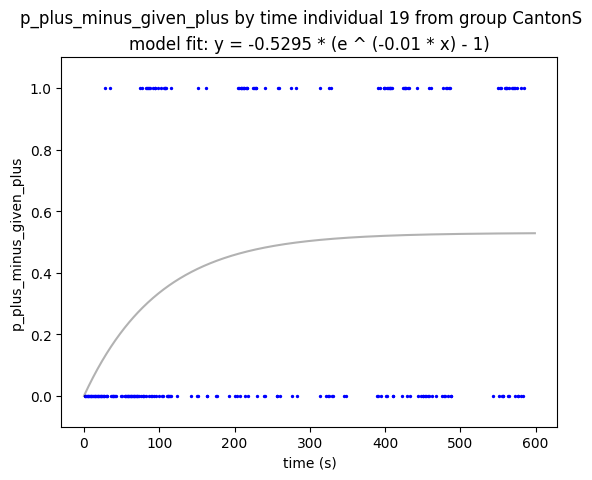 p_plus_minus_given_plus by time individual 19 from group CantonS
model fit: y = -0.5295 * (e ^ (-0.01 * x) - 1)
1.0
0.8
0.6
0.4
0.2
0.0
p_plus_minus_given_plus
0 100 200 300 400 500 600
time (s)